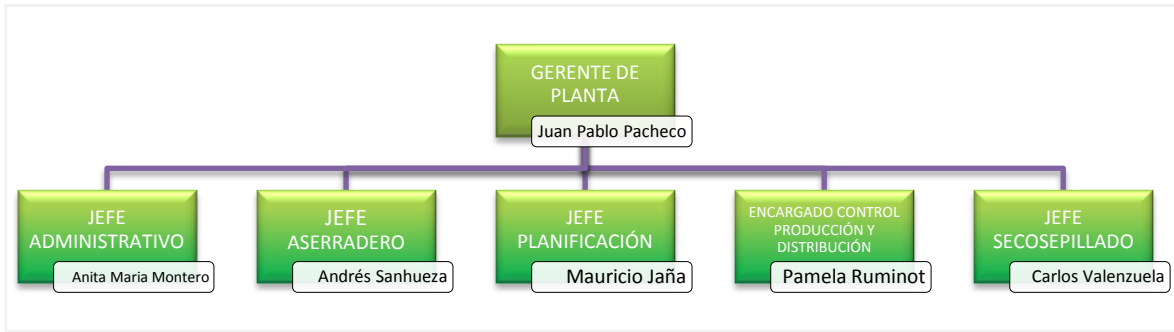 GERENTE DE
PLANTA
Juan Pablo Pacheco
JEFE
ADMINISTRATIVO
Anita Maria Montero
JEFE
ASERRADERO
Andrés Sanhueza
JEFE
PLANIFICACIÓN
Mauricio Jaña
ENCARGADO CONTROL
PRODUCCIÓN Y
DISTRIBUCIÓN
Pamela Ruminot
JEFE
SECOSEPILLADO
Carlos Valenzuela